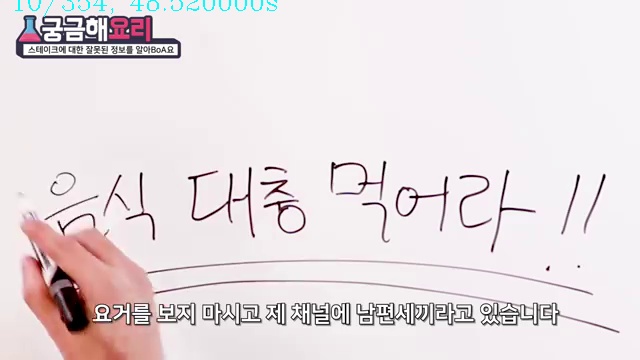 10/354, 48.520000s
궁금해요리
스테이크에 대한 잘못된 정보를 알아BoA요
음식 대충 먹어라!!
요거를 보지 마시고 제 채널에 남편세끼라고 있습니다